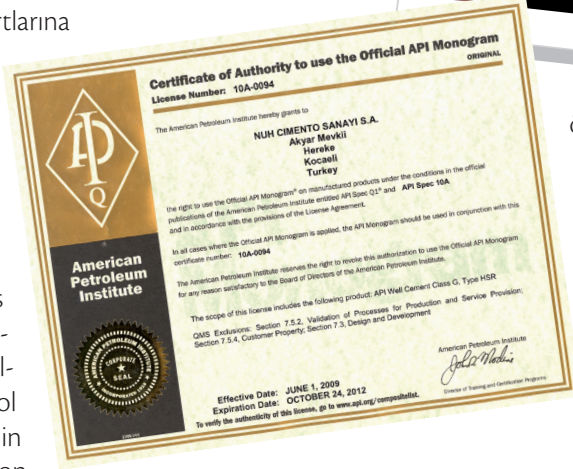 rtlarına
Certificate of Authority to use the Official API Monogram
License Number: 10A-0094
ORIGINAL
The American Petroleum Institute hereby grants to
NUH CIMENTO SANAYI S.A.
Akyar Mevkii
Hereke
Kocaeli
Turkey
the right to use the Official API Monogram® on manufactured products under the conditions in the official
publications of the American Petroleum Institute entitled API Spec Q1® and API Spec 10A
and in accordance with the provisions of the License Agreement.
In all cases where the Official API Monogram is applied, the API Monogram should be used in conjunction with this
certificate number: 10A-0094
The American Petroleum Institute reserves the right to revoke this authorization to use the Official API Monogram
for any reason satisfactory to the Board of Directors of the American Petroleum Institute.
The scope of this license includes the following product: API Well Cement Class G, Type HSR
QMS Exclusions: Section 7.5.2, Validation of Processes for Production and Service Provision;
Section 7.5.4, Customer Property; Section 7.3, Design and Development
American Petroleum Institute
Effective Date: JUNE 1, 2009
Expiration Date: OCTOBER 24, 2012
To verify the authenticity of this license, go to www.api.org/compositelist.
Director of Training and Certification Programs
API
Q
American
Petroleum
Institute
CORPORATE
SEAL
s
-
l-
ol
in
on